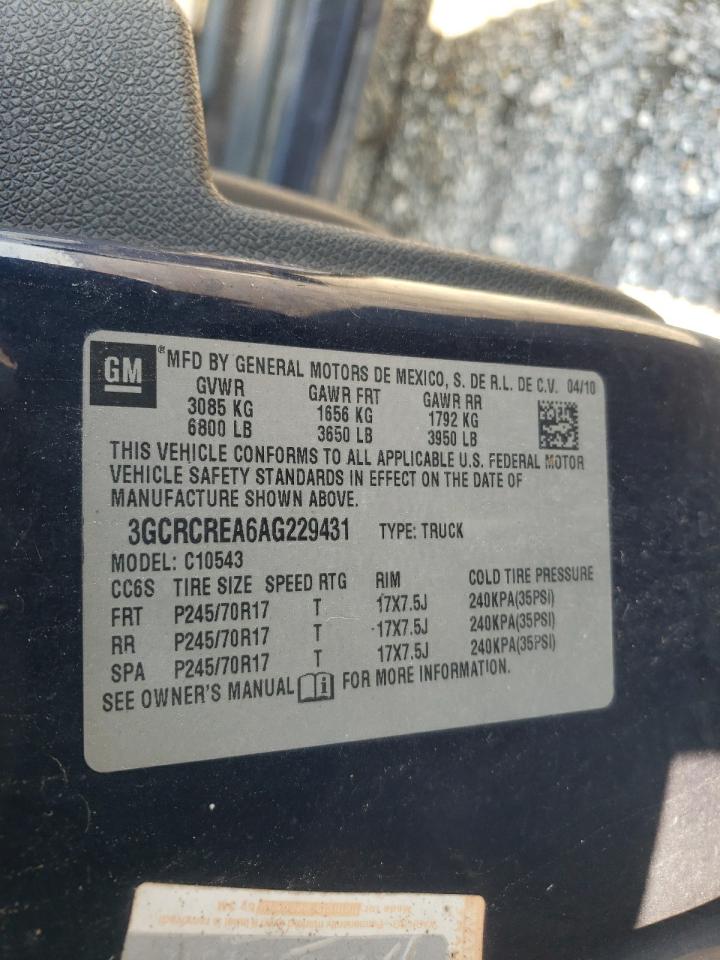 GM ® MFD BY GENERAL MOTORS DE MEXICO, S. DE R.L. DE C.V. 04/10
GVWR GAWR FRT GAWR RR
3085 KG 1656 KG 1792 KG
6800 LB 3650 LB 3950 LB
THIS VEHICLE CONFORMS TO ALL APPLICABLE U.S. FEDERAL MOTOR
VEHICLE SAFETY STANDARDS IN EFFECT ON THE DATE OF
MANUFACTURE SHOWN ABOVE.
3GCRCREA6AG229431 TYPE: TRUCK
MODEL: C10543
CC6S TIRE SIZE SPEED RTG RIM COLD TIRE PRESSURE
FRT P245/70R17 T 17X7.5J 240KPA(35PSI)
RR P245/70R17 T 17X7.5J 240KPA(35PSI)
SPA P245/70R17 T 17X7.5J 240KPA(35PSI)
SEE OWNER'S MANUAL FOR MORE INFORMATION.